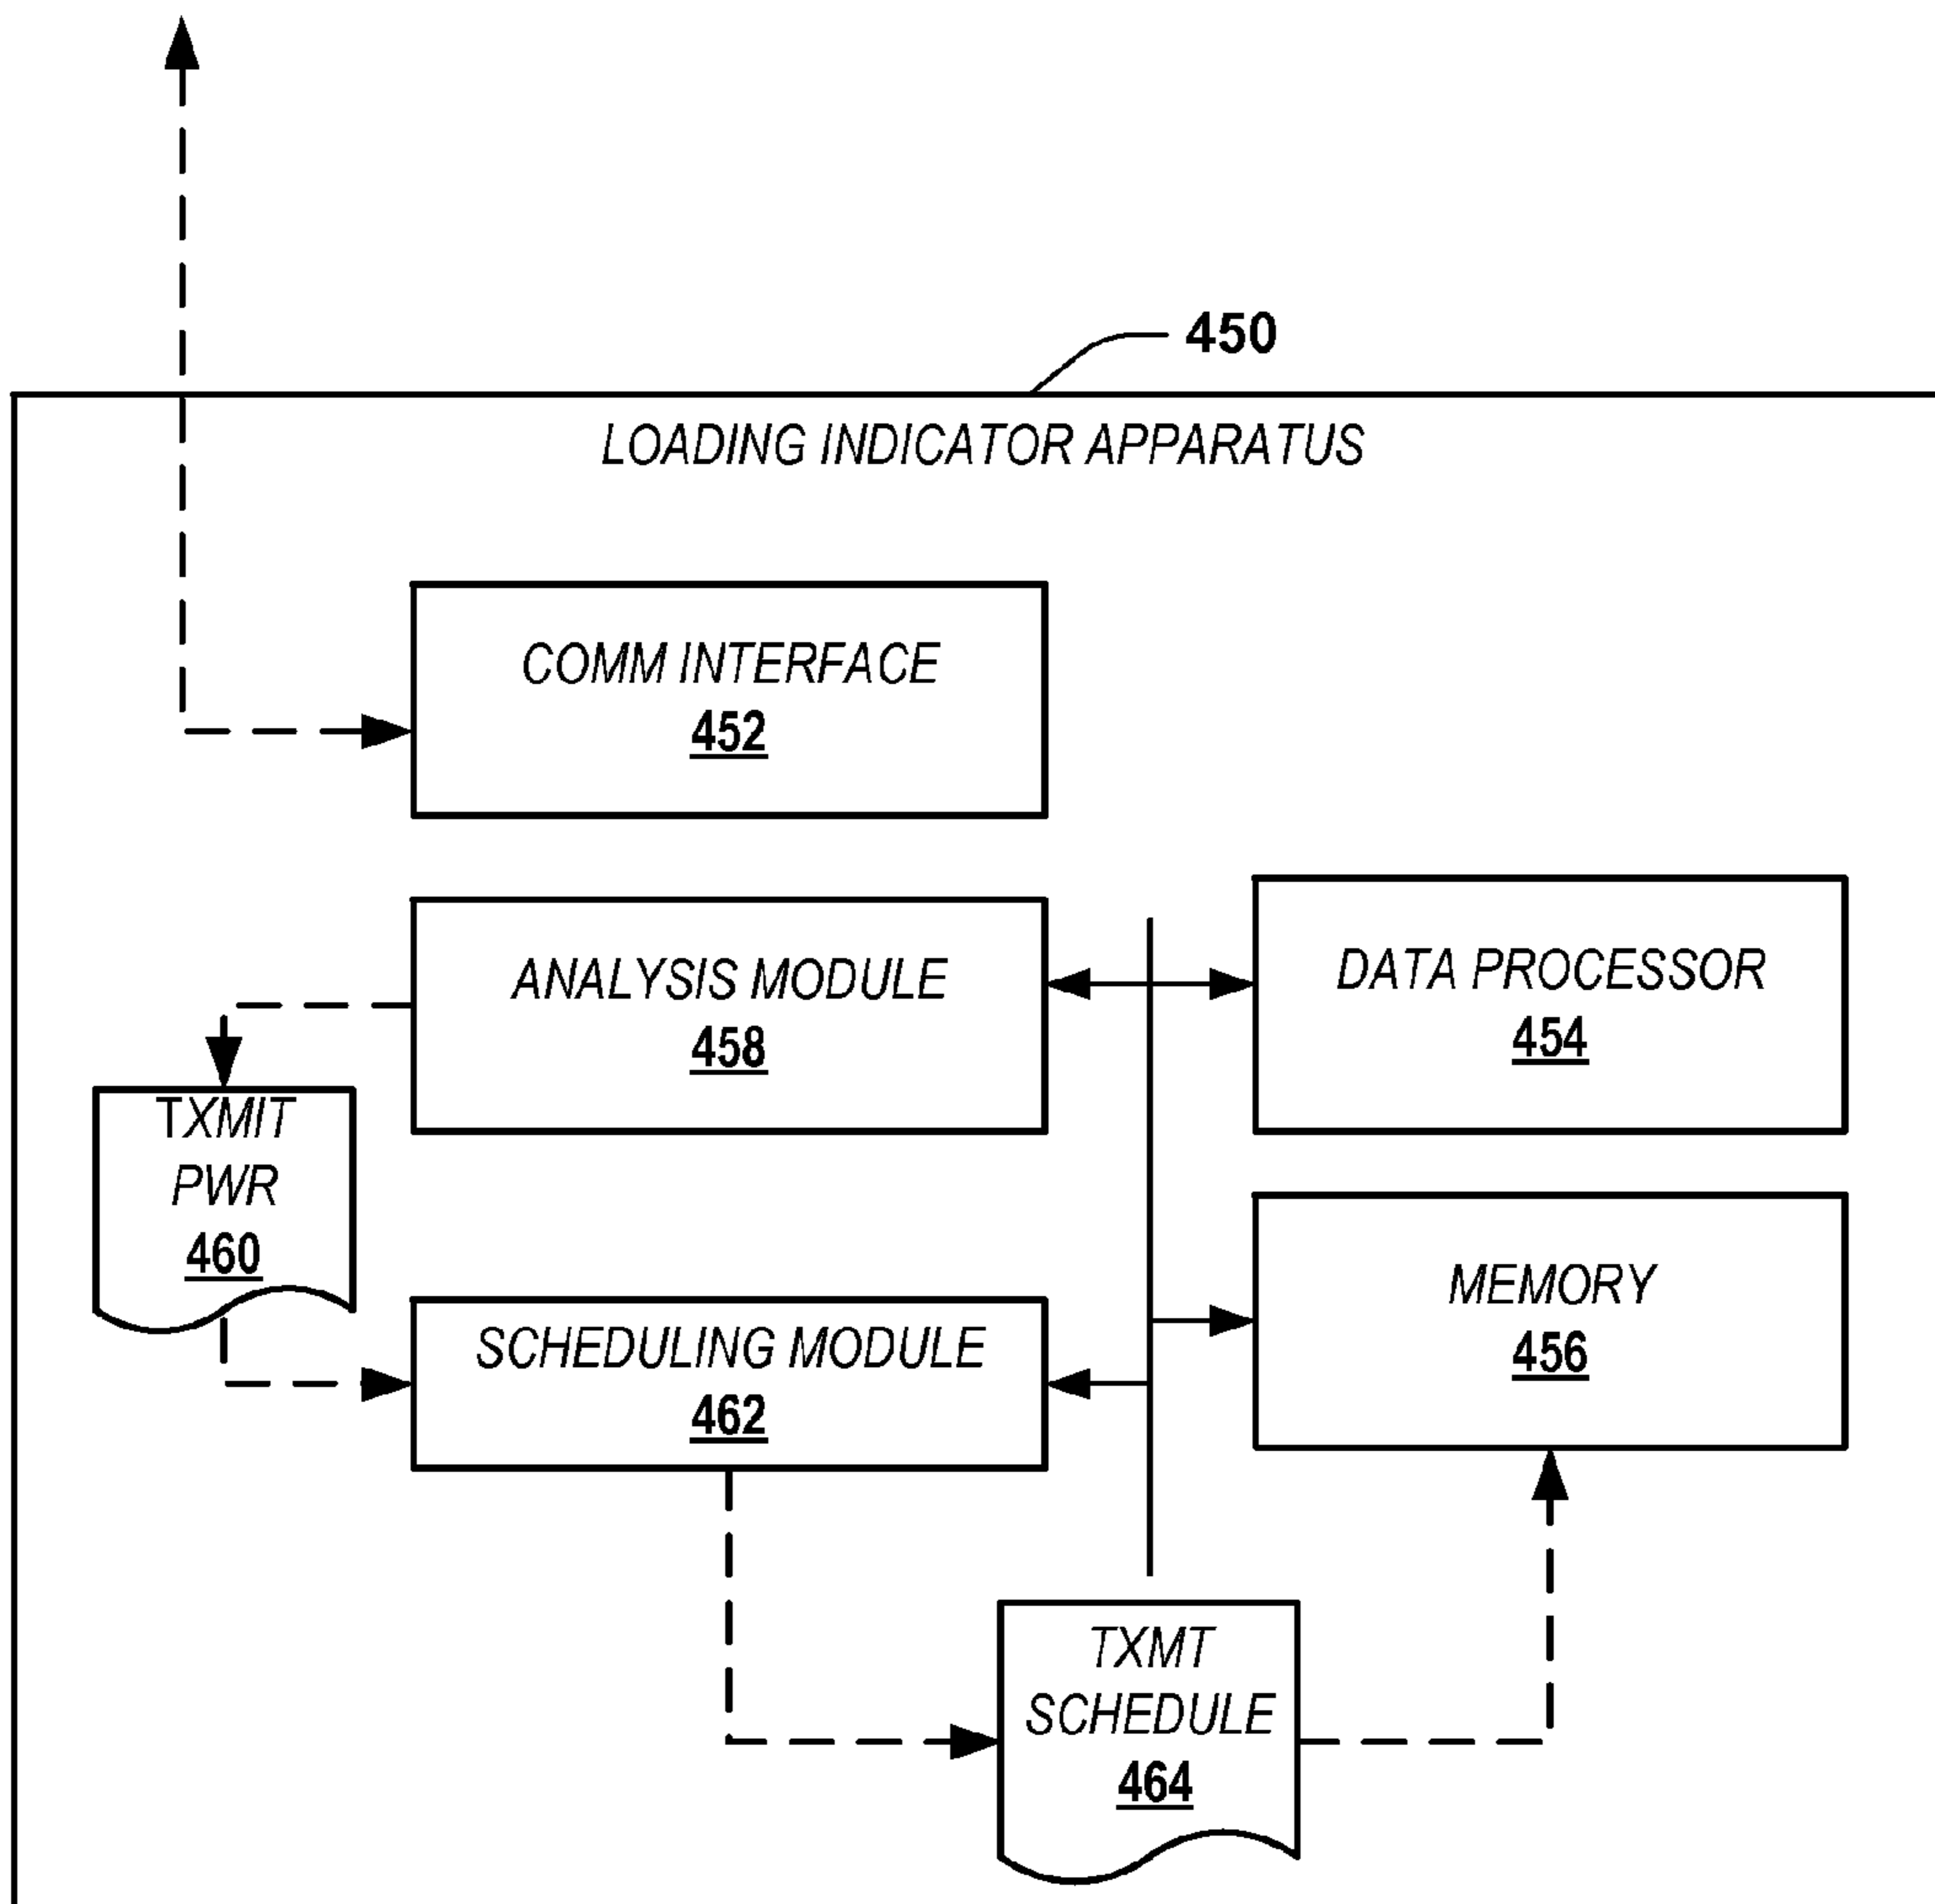 450
LOADING INDICATOR APPARATUS
COMM INTERFACE
452
ANALYSIS MODULE
458
DATA PROCESSOR
454
TXMIT
PWR
460
MEMORY
456
SCHEDULING MODULE
462
TXMT
SCHEDULE
464